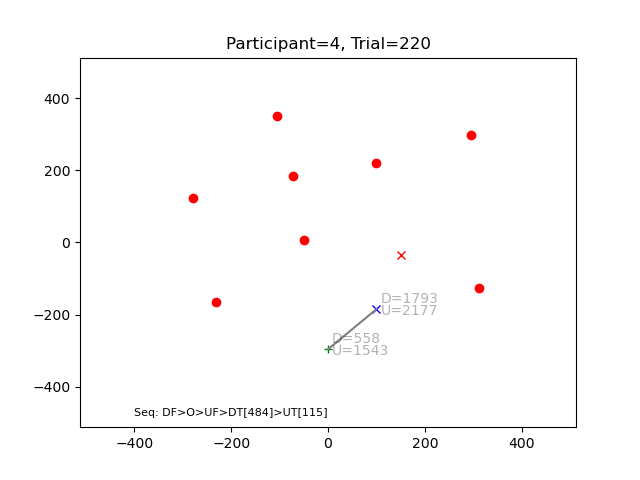 Participant=4, Trial=220
400
200
0
−200
−400
D=1793
U=2177
D=558
U=1543
Seq: DF>O>UF>DT[484]>UT[115]
−400 −200 0 200 400